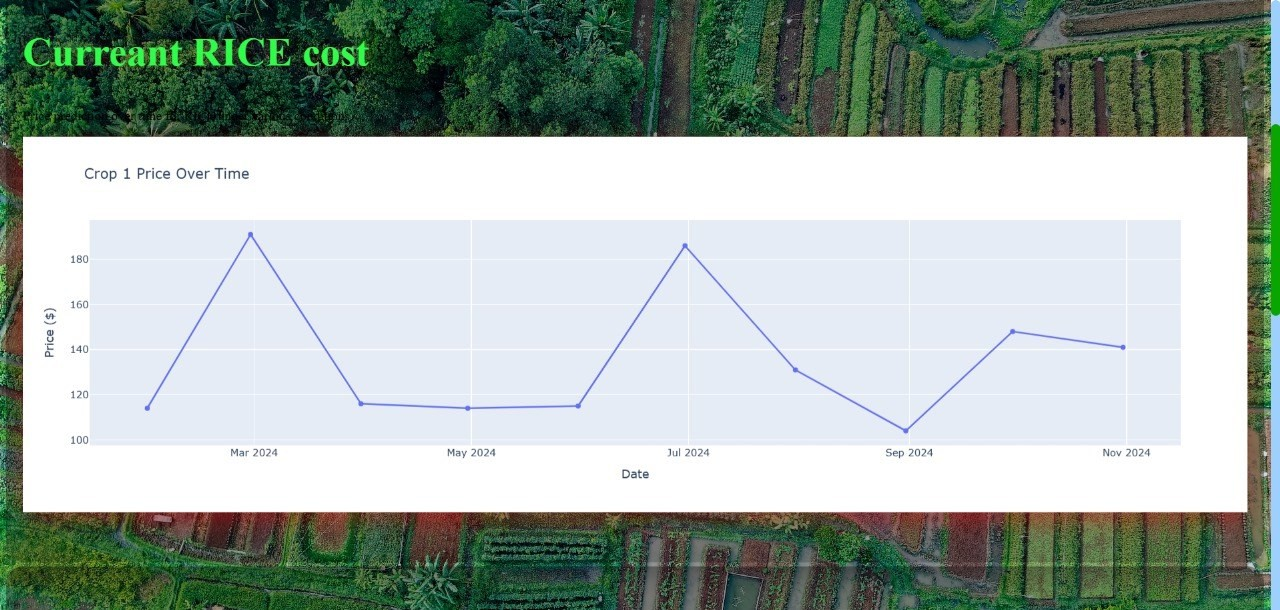 Curreant RICE cost
Crop 1 Price Over Time
180
160
140
120
100
Price ($)
Mar 2024 May 2024 Jul 2024 Sep 2024 Nov 2024
Date